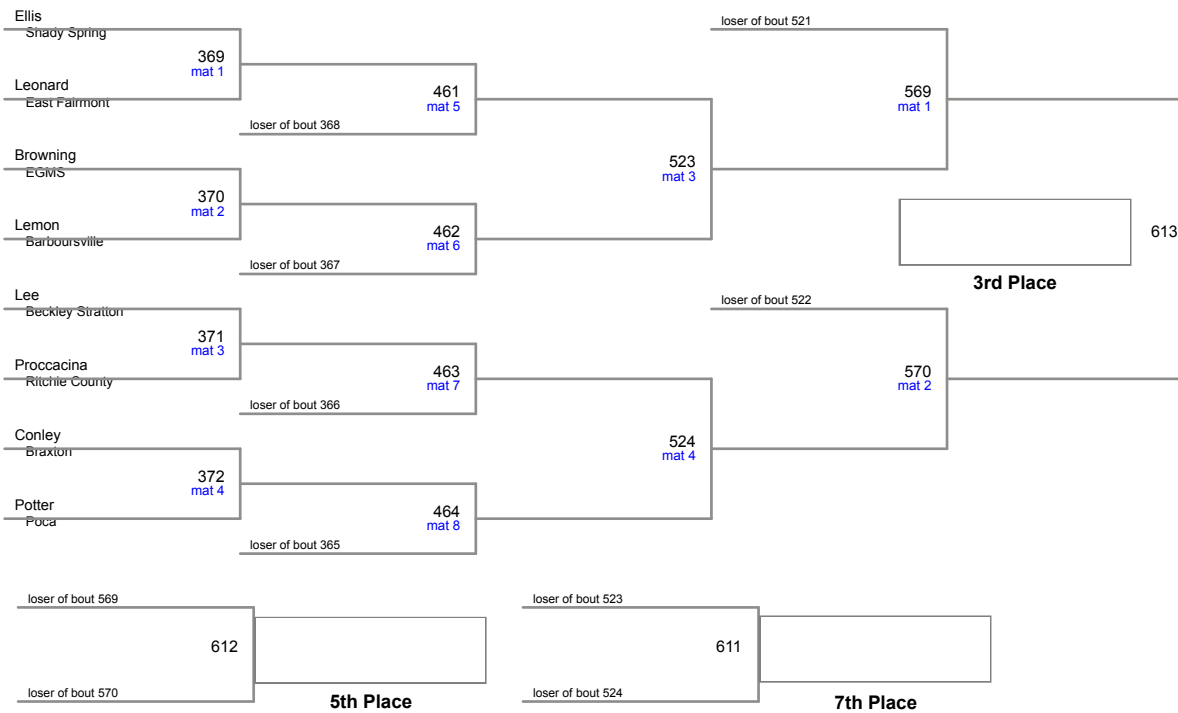 Ellis
Shady Spring
369
mat 1
Leonard
East Fairmont
461
mat 5
loser of bout 368
Browning
EGMS
370
mat 2
Lemon
Barboursville
462
mat 6
loser of bout 367
523
mat 3
loser of bout 521
569
mat 1
613
3rd Place
Lee
Beckley Stratton
371
mat 3
Proccacina
Ritchie County
463
mat 7
loser of bout 366
Conley
Braxton
372
mat 4
Potter
Poca
464
mat 8
loser of bout 365
524
mat 4
loser of bout 522
570
mat 2
loser of bout 569
612
loser of bout 570
5th Place
loser of bout 523
611
loser of bout 524
7th Place